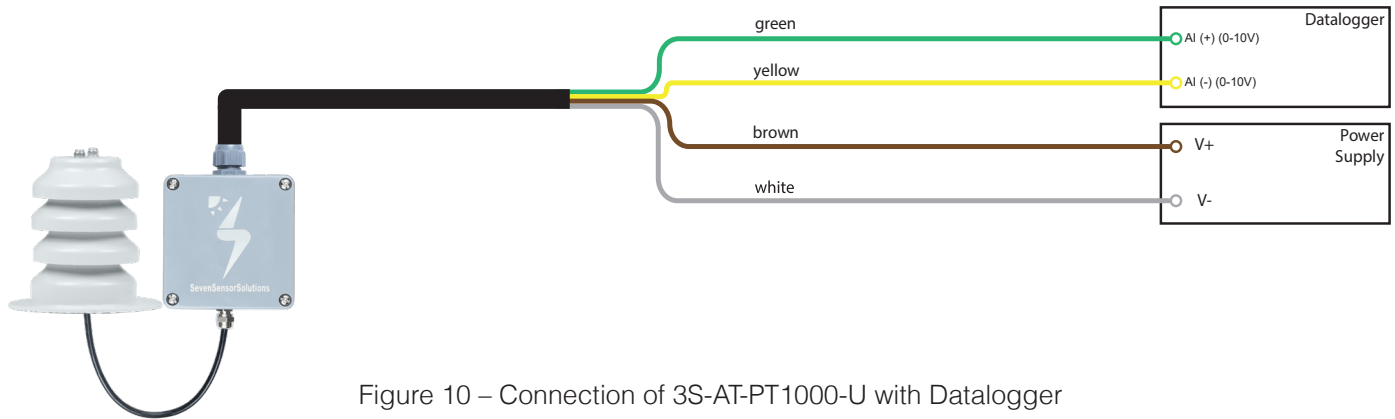 green
Datalogger
AI (+) (0-10V)
yellow
AI (-) (0-10V)
brown
Power
Supply
V+
white
V-
SevenSensorSolutions
Figure 10 – Connection of 3S-AT-PT1000-U with Datalogger